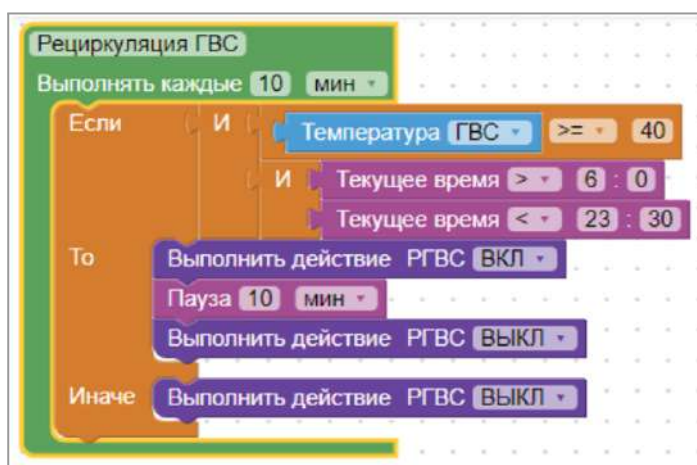 Рециркуляция ГВС
Выполнять каждые 10 мин
Если И Температура ГВС >= 40
И Текущее время > 6 : 0
Текущее время < 23 : 30
То Выполнить действие РГВС ВКЛ
Пауза 10 мин
Выполнить действие РГВС ВЫКЛ
Иначе Выполнить действие РГВС ВЫКЛ